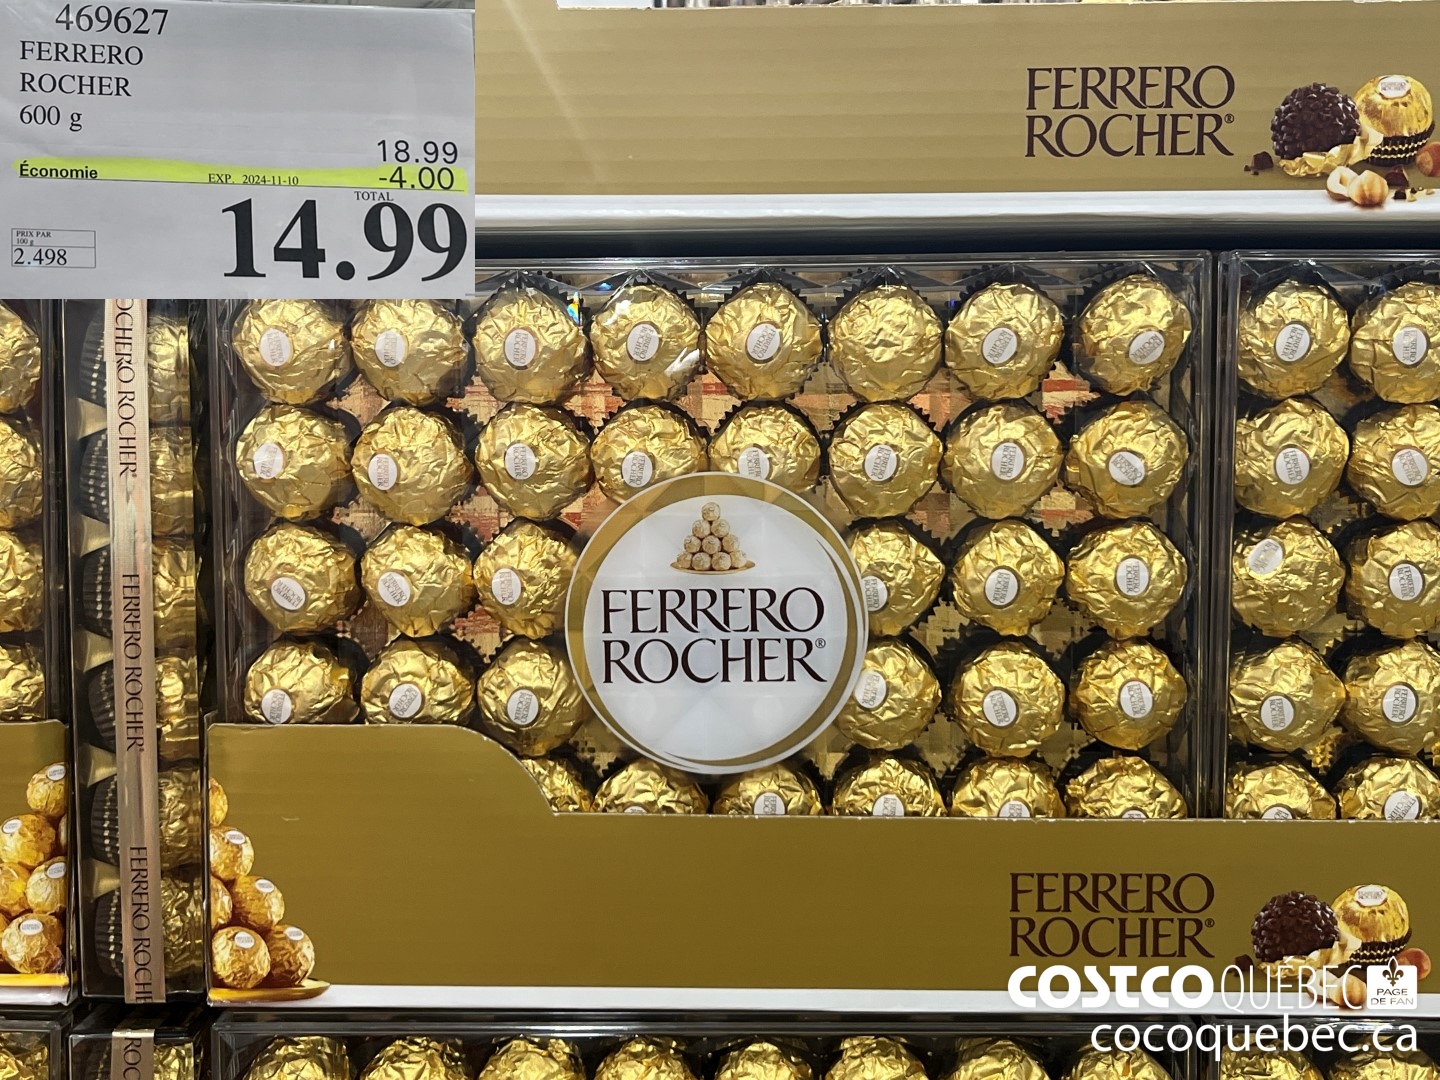 469627
FERRERO
ROCHER
600 g
18.99
Économie EXP. 2024-11-10 -4.00
TOTAL
14.99
PRIX PAR
100 g
2.498
FERRERO
ROCHER®
OCHER
FERRERO ROCHER®
FERRERO ROCHER®
FERRERO ROCHE
FERRERO
ROCHER®
FERRERO
ROCHER®
COSTCO QUÉBEC
PAGE
DE FAN
cocoquebec.ca